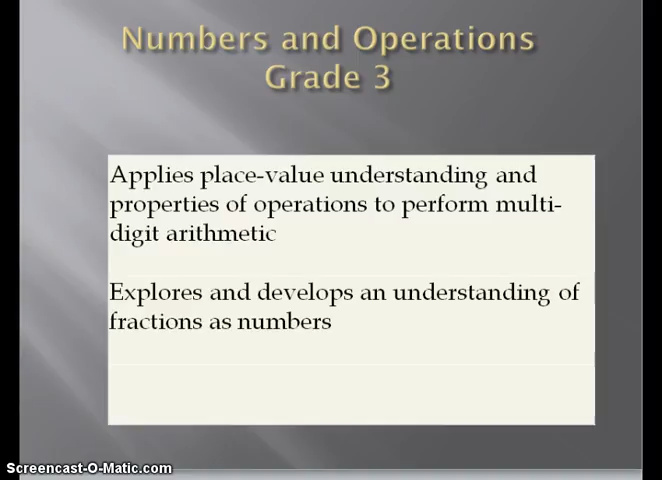 Numbers and Operations
Grade 3
Applies place-value understanding and
properties of operations to perform multi-
digit arithmetic
Explores and develops an understanding of
fractions as numbers
Screencast-O-Matic.com